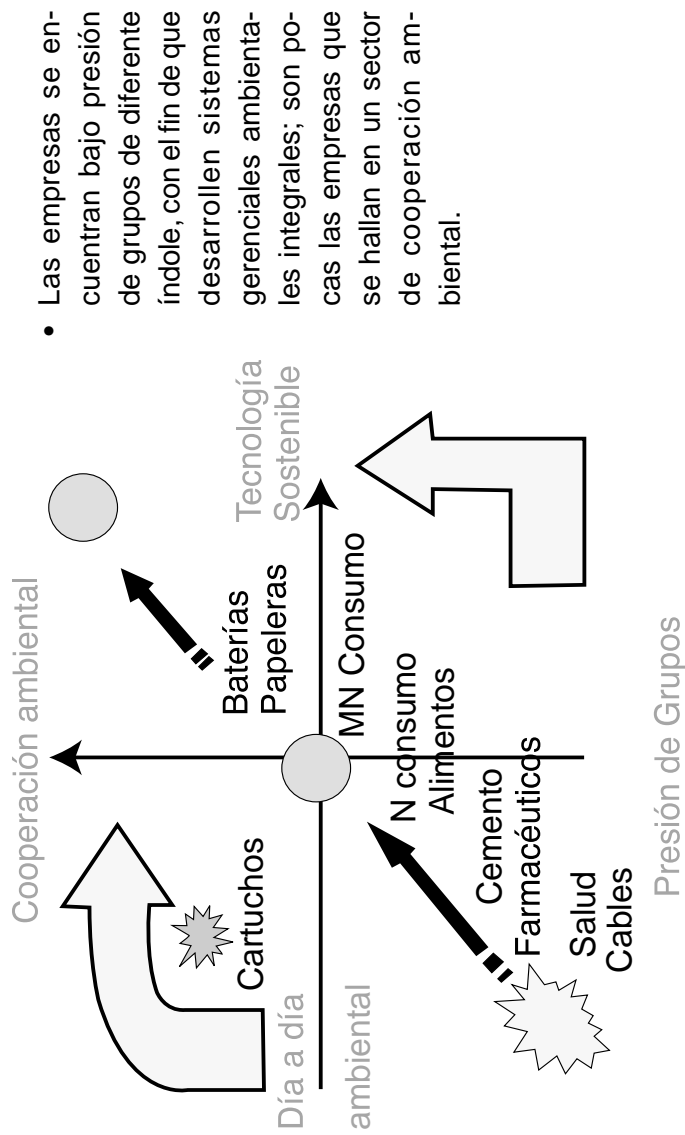 Cooperación ambiental
Tecnología
Sostenible
Baterías
Papeleras
Cartuchos
Día a día
ambiental
MN Consumo
N consumo
Alimentos
Cemento
Farmacéuticos
Salud
Cables
Presión de Grupos
• Las empresas se en-
cuentran bajo presión
de grupos de diferente
índole, con el fin de que
desarrollen sistemas
gerenciales ambienta-
les integrales; son po-
cas las empresas que
se hallan en un sector
de cooperación am-
biental.